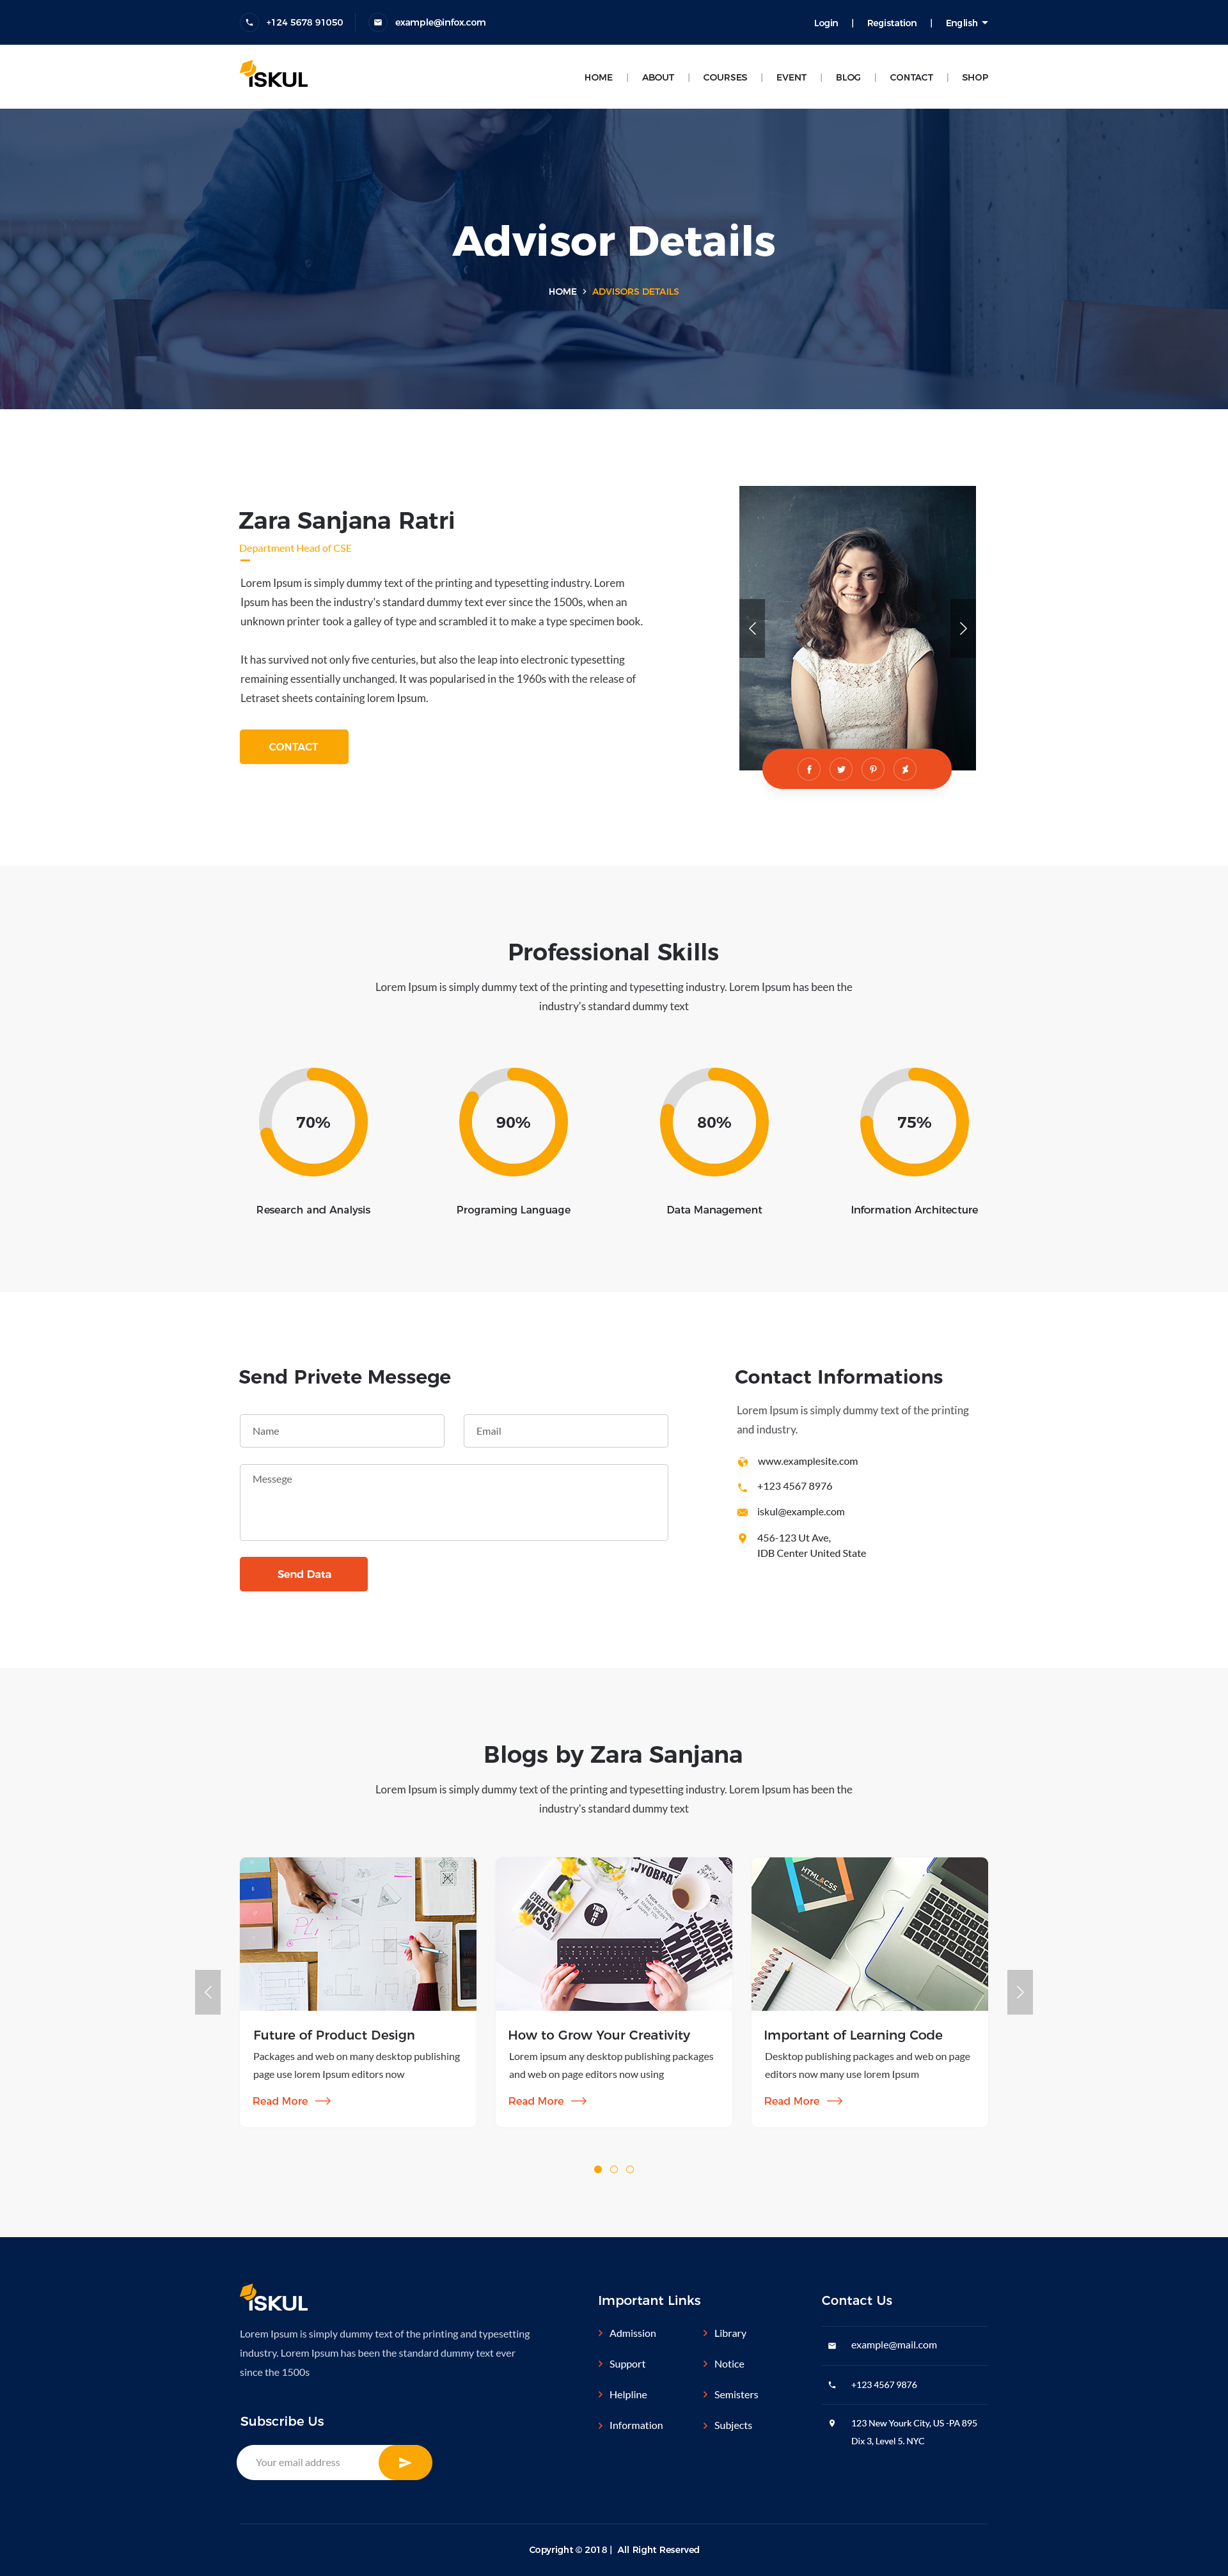 +124 5678 91050
example@infox.com
Login | Registation | English
iSKUL
HOME | ABOUT | COURSES | EVENT | BLOG | CONTACT | SHOP
Advisor Details
HOME > ADVISORS DETAILS
Zara Sanjana Ratri
Department Head of CSE
Lorem Ipsum is simply dummy text of the printing and typesetting industry. Lorem
Ipsum has been the industry's standard dummy text ever since the 1500s, when an
unknown printer took a galley of type and scrambled it to make a type specimen book.
It has survived not only five centuries, but also the leap into electronic typesetting
remaining essentially unchanged. It was popularised in the 1960s with the release of
Letraset sheets containing lorem Ipsum.
CONTACT
Professional Skills
Lorem Ipsum is simply dummy text of the printing and typesetting industry. Lorem Ipsum has been the
industry's standard dummy text
70%
90%
80%
75%
Research and Analysis
Programing Language
Data Management
Information Architecture
Send Privete Messege
Name
Email
Messege
Send Data
Contact Informations
Lorem Ipsum is simply dummy text of the printing
and industry.
www.examplesite.com
+123 4567 8976
iskul@example.com
456-123 Ut Ave,
IDB Center United State
Blogs by Zara Sanjana
Lorem Ipsum is simply dummy text of the printing and typesetting industry. Lorem Ipsum has been the
industry's standard dummy text
HTML&CSS
THIS IS IT
Future of Product Design
Packages and web on many desktop publishing
page use lorem Ipsum editors now
Read More
How to Grow Your Creativity
Lorem ipsum any desktop publishing packages
and web on page editors now using
Read More
Important of Learning Code
Desktop publishing packages and web on page
editors now many use lorem Ipsum
Read More
iSKUL
Lorem Ipsum is simply dummy text of the printing and typesetting
industry. Lorem Ipsum has been the standard dummy text ever
since the 1500s
Subscribe Us
Your email address
Important Links
Admission
Library
Support
Notice
Helpline
Semisters
Information
Subjects
Contact Us
example@mail.com
+123 4567 9876
123 New Yourk City, US -PA 895
Dix 3, Level 5. NYC
Copyright © 2018 | All Right Reserved